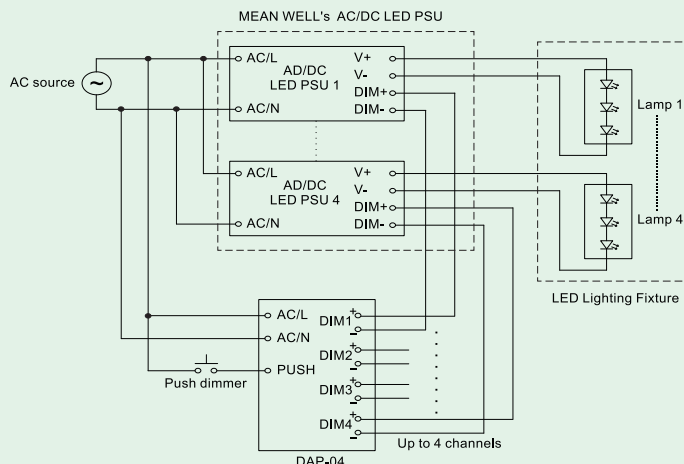 MEAN WELL's AC/DC LED PSU
AC source
~
AC/L
AC/N
AD/DC
LED PSU 1
V+
V-
DIM+
DIM-
Lamp 1
AC/L
AC/N
AD/DC
LED PSU 4
V+
V-
DIM+
DIM-
Lamp 4
LED Lighting Fixture
AC/L
AC/N
PUSH
Push dimmer
DIM1 + -
DIM2 + -
DIM3 + -
DIM4 + -
Up to 4 channels
DAP-04